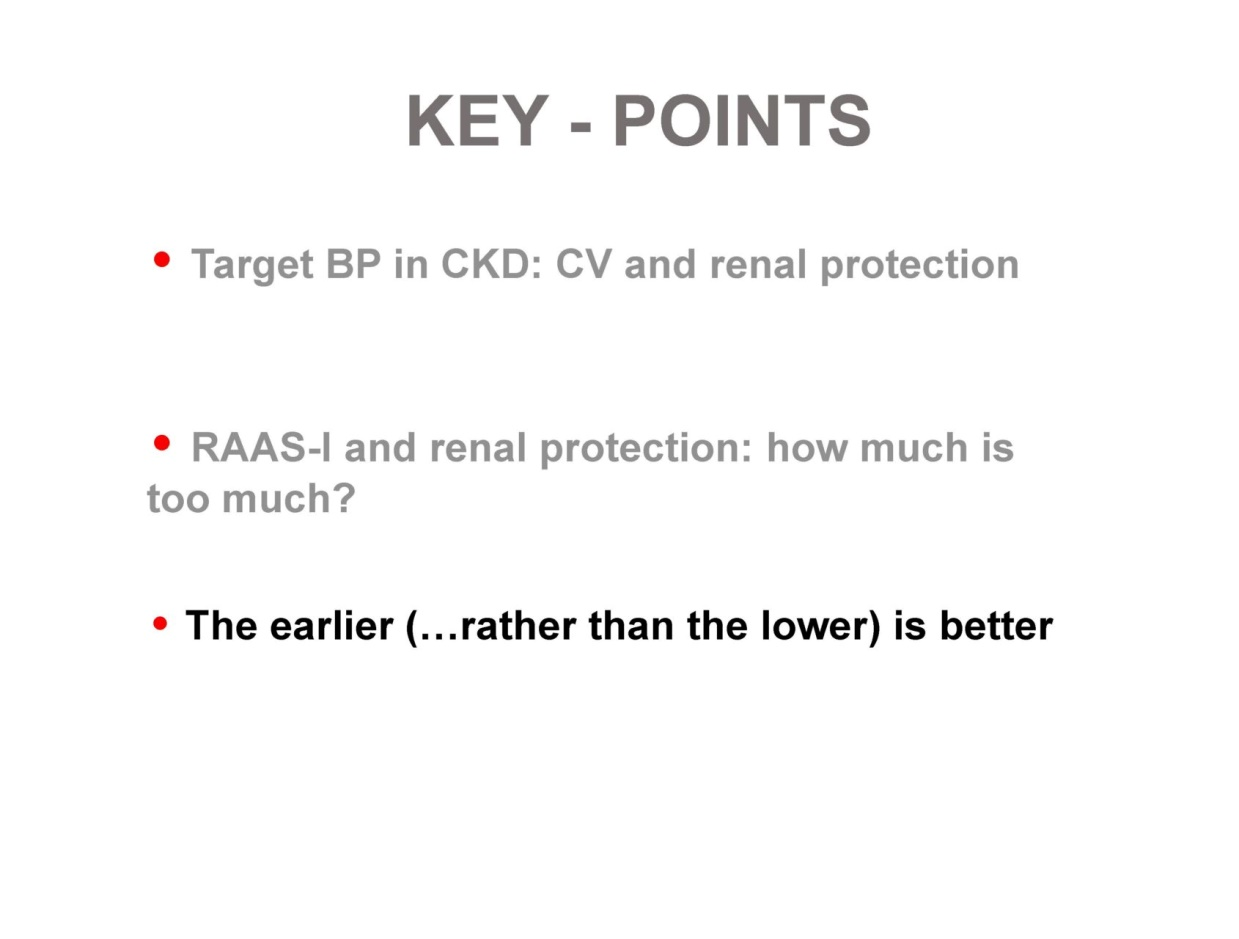 KEY - POINTS
• Target BP in CKD: CV and renal protection
• RAAS-I and renal protection: how much is
too much?
• The earlier (…rather than the lower) is better